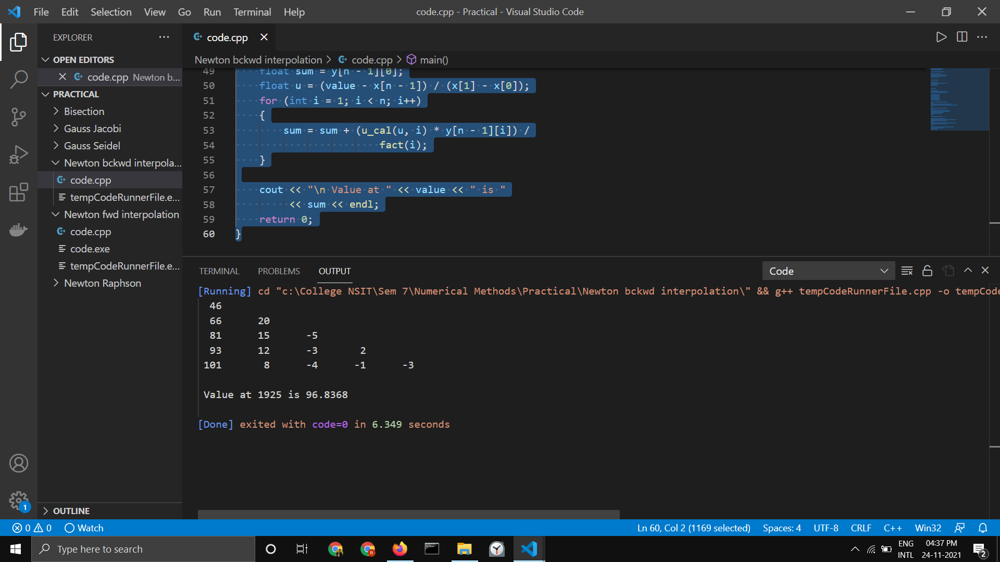 File Edit Selection View Go Run Terminal Help
code.cpp - Practical - Visual Studio Code
EXPLORER
OPEN EDITORS
code.cpp Newton b...
PRACTICAL
Bisection
Gauss Jacobi
Gauss Seidel
Newton bckwd interpola...
code.cpp
tempCodeRunnerFile.e...
Newton fwd interpolation
code.cpp
code.exe
tempCodeRunnerFile.e...
Newton Raphson
OUTLINE
code.cpp
Newton bckwd interpolation > code.cpp > main()
49 float sum = y[n - 1][0];
50 float u = (value - x[n - 1]) / (x[1] - x[0]);
51 for (int i = 1; i < n; i++)
52 {
53 sum = sum + (u_cal(u, i) * y[n - 1][i]) /
54 fact(i);
55 }
56
57 cout << "\n Value at " << value << " is "
58 << sum << endl;
59 return 0;
60 }
TERMINAL PROBLEMS OUTPUT
Code
[Running] cd "c:\College NSIT\Sem 7\Numerical Methods\Practical\Newton bckwd interpolation\" && g++ tempCodeRunnerFile.cpp -o tempCode
46
66 20
81 15 -5
93 12 -3 2
101 8 -4 -1 -3
Value at 1925 is 96.8368
[Done] exited with code=0 in 6.349 seconds
1
0 0 Watch
Ln 60, Col 2 (1169 selected) Spaces: 4 UTF-8 CRLF C++ Win32
Type here to search
R
ENG
INTL
04:37 PM
24-11-2021
2